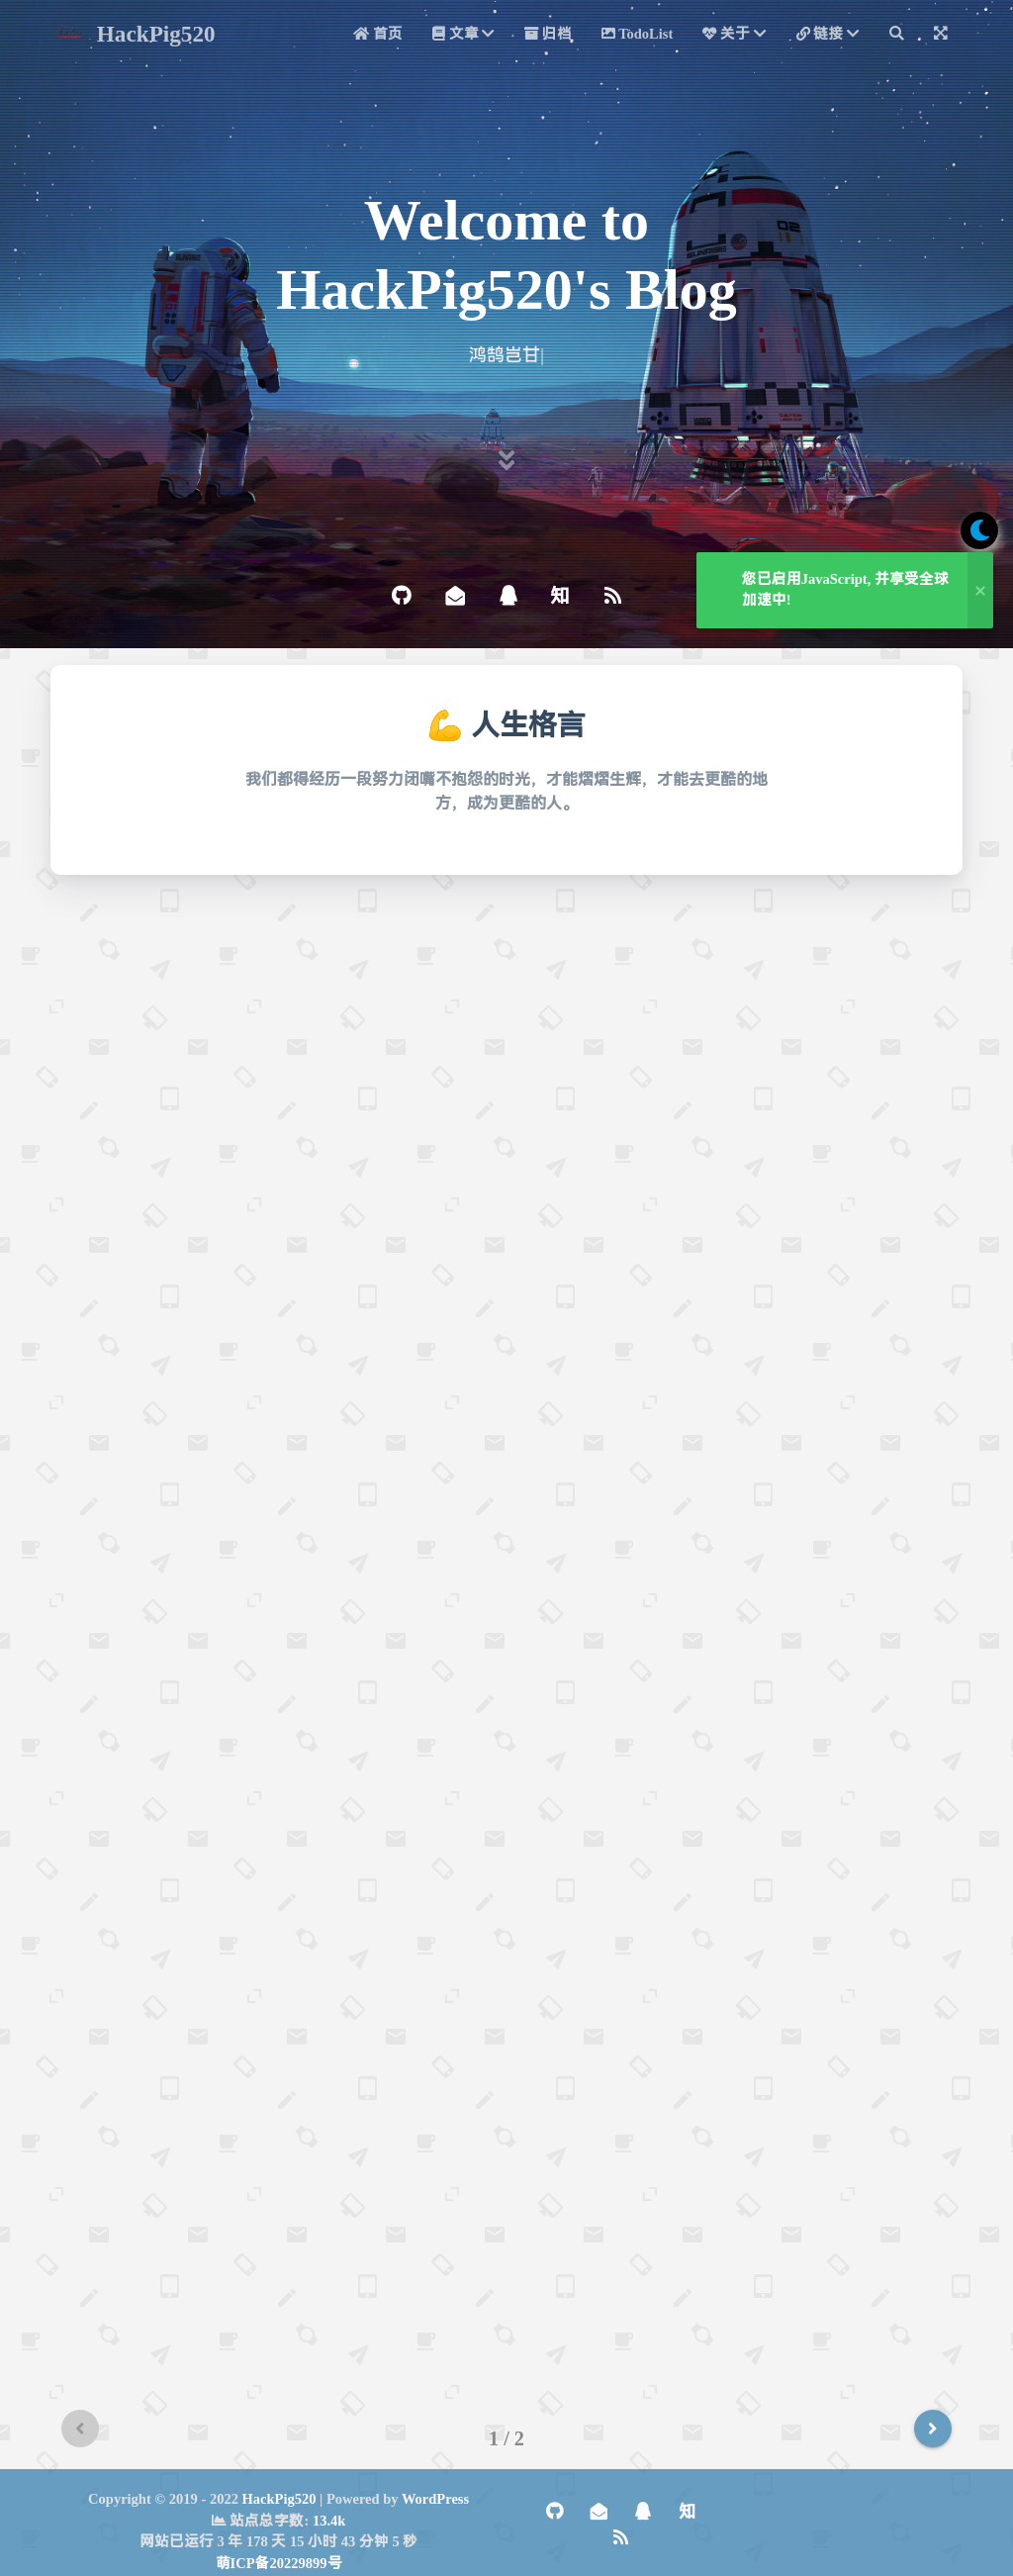 HackPig520
首页
文章
归档
TodoList
关于
链接
Welcome to
HackPig520's Blog
鸿鹄岂甘|
您已启用JavaScript, 并享受全球
加速中!
×
知
💪 人生格言
我们都得经历一段努力闭嘴不抱怨的时光，才能熠熠生辉，才能去更酷的地
方，成为更酷的人。
1 / 2
Copyright © 2019 - 2022 HackPig520 | Powered by WordPress
站点总字数: 13.4k
网站已运行 3 年 178 天 15 小时 43 分钟 5 秒
萌ICP备20229899号
知